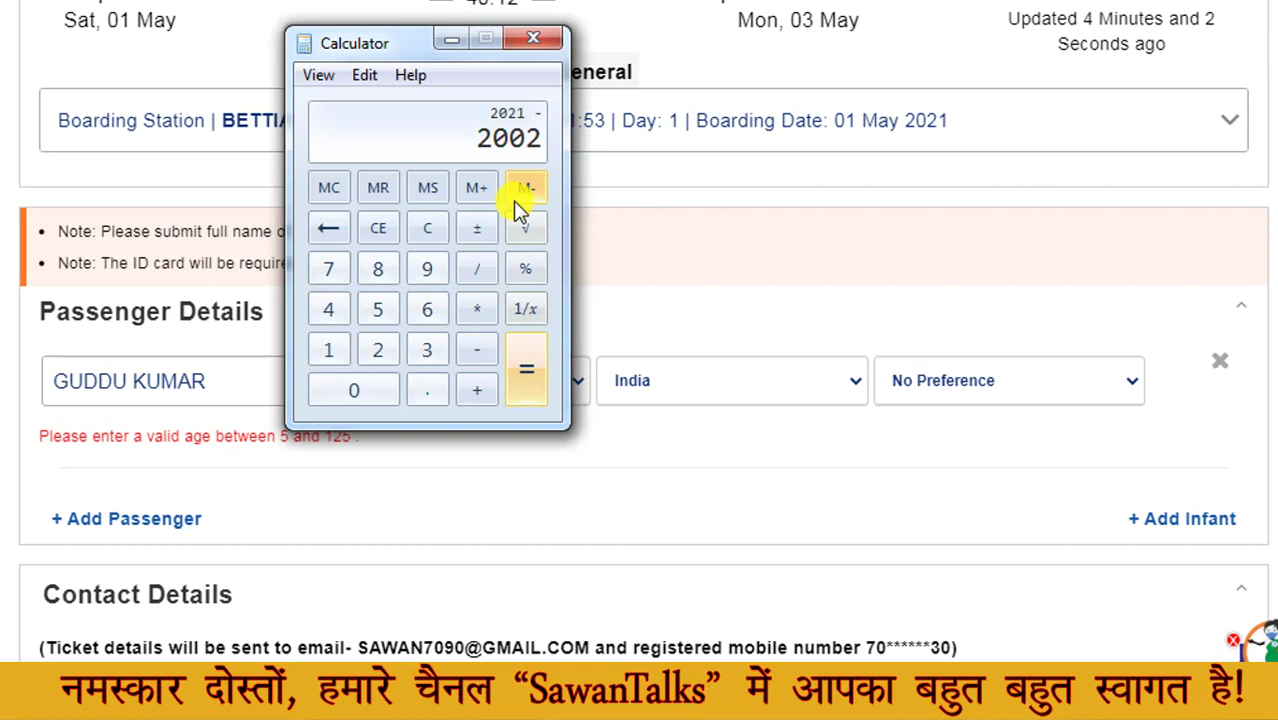 Sat, 01 May
Mon, 03 May
Updated 4 Minutes and 2
Seconds ago
Calculator
View Edit Help
eneral
2021 -
2002
Boarding Station | BETTIA
1:53 | Day: 1 | Boarding Date: 01 May 2021
MC MR MS M+ M-
← CE C ± √
7 8 9 / %
4 5 6 * 1/x
1 2 3 - =
0 . +
Note: Please submit full name
Note: The ID card will be require
Passenger Details
GUDDU KUMAR
India
No Preference
Please enter a valid age between 5 and 125 .
+ Add Passenger
+ Add Infant
Contact Details
(Ticket details will be sent to email- SAWAN7090@GMAIL.COM and registered mobile number 70******30)
नमस्कार दोस्तों, हमारे चैनल “SawanTalks” में आपका बहुत बहुत स्वागत है!